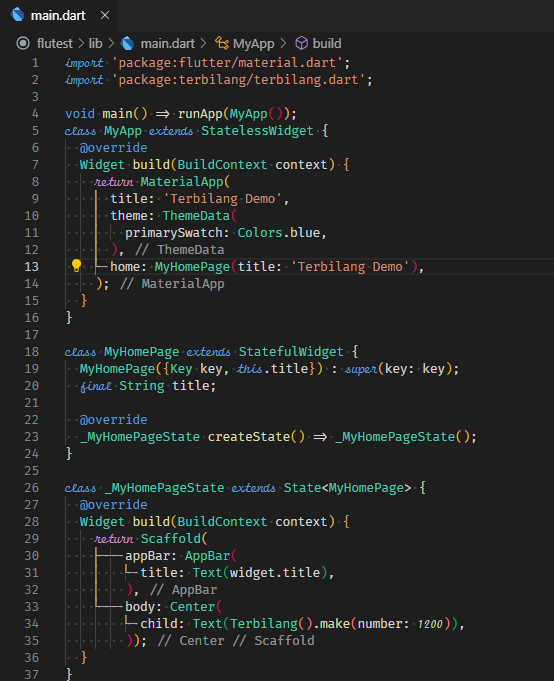 main.dart ×
flutest > lib > main.dart > MyApp > build
1 import 'package:flutter/material.dart';
2 import 'package:terbilang/terbilang.dart';
3
4 void main() => runApp(MyApp());
5 class MyApp extends StatelessWidget {
6   @override
7   Widget build(BuildContext context) {
8     return MaterialApp(
9       title: 'Terbilang Demo',
10       theme: ThemeData(
11         primarySwatch: Colors.blue,
12       ), // ThemeData
13       home: MyHomePage(title: 'Terbilang Demo'),
14     ); // MaterialApp
15   }
16 }
17
18 class MyHomePage extends StatefulWidget {
19   MyHomePage({Key key, this.title}) : super(key: key);
20   final String title;
21
22   @override
23   _MyHomePageState createState() => _MyHomePageState();
24 }
25
26 class _MyHomePageState extends State<MyHomePage> {
27   @override
28   Widget build(BuildContext context) {
29     return Scaffold(
30         appBar: AppBar(
31           title: Text(widget.title),
32         ), // AppBar
33         body: Center(
34           child: Text(Terbilang().make(number: 1200)),
35         )); // Center // Scaffold
36   }
37 }